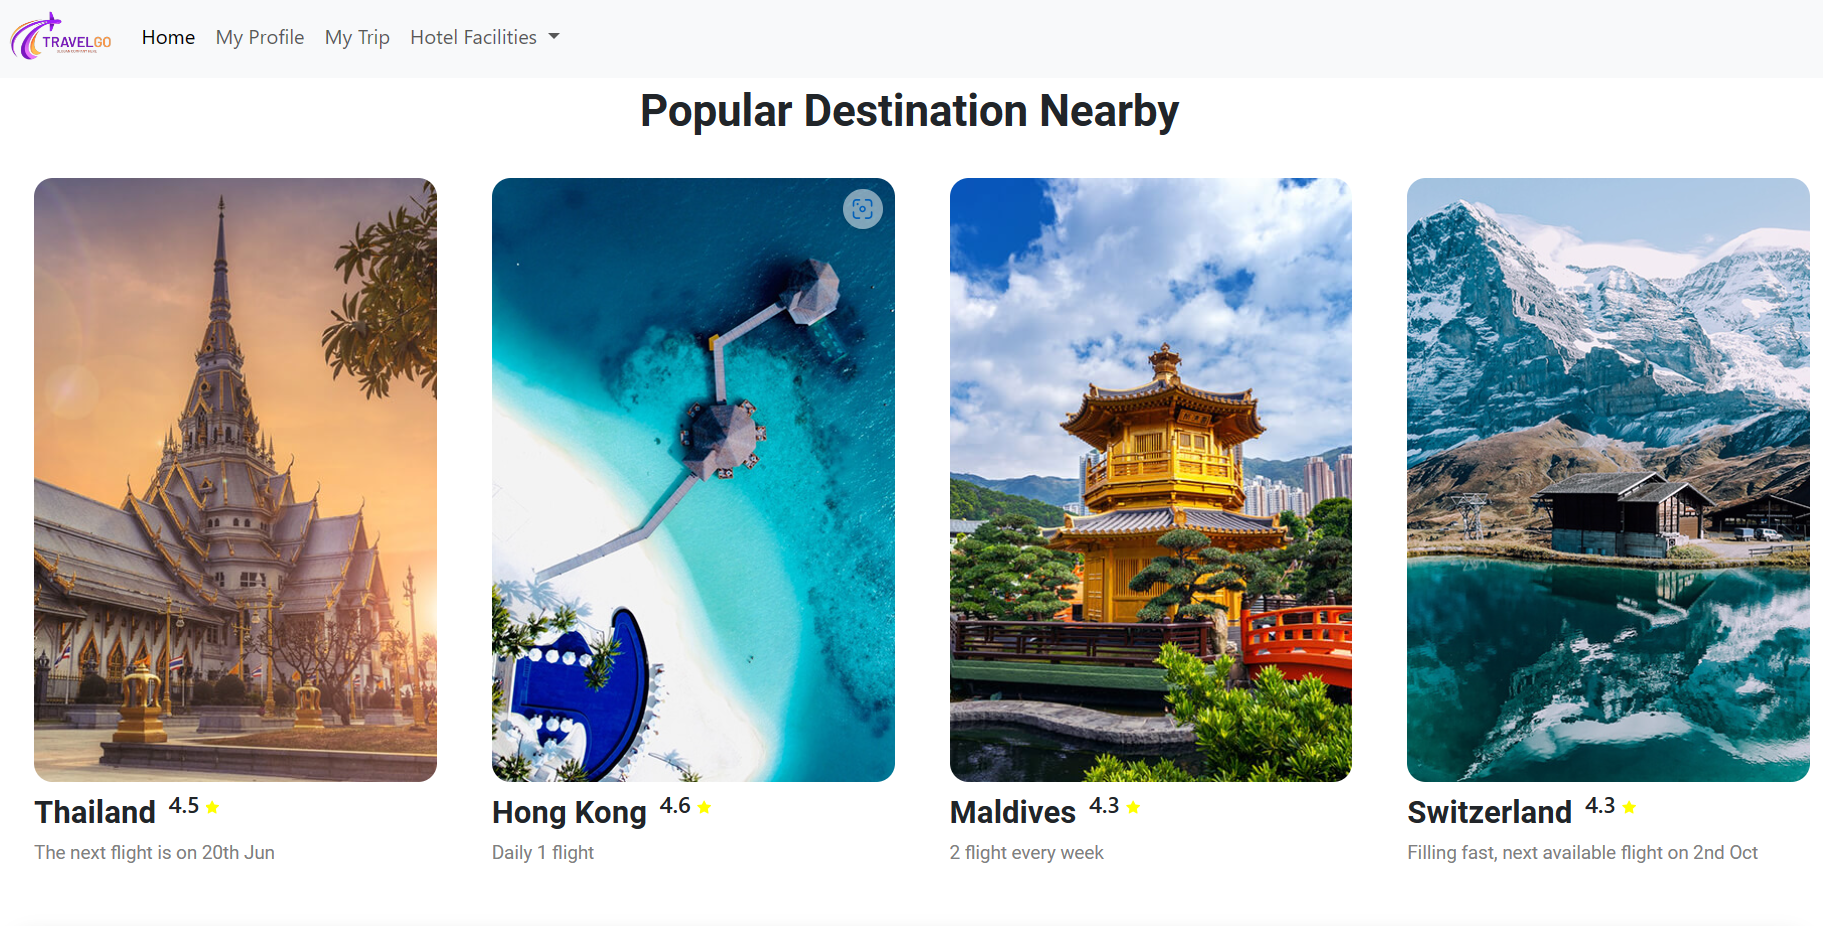 TRAVELGO
Home
My Profile
My Trip
Hotel Facilities
Popular Destination Nearby
Thailand 4.5
The next flight is on 20th Jun
Hong Kong 4.6
Daily 1 flight
Maldives 4.3
2 flight every week
Switzerland 4.3
Filling fast, next available flight on 2nd Oct